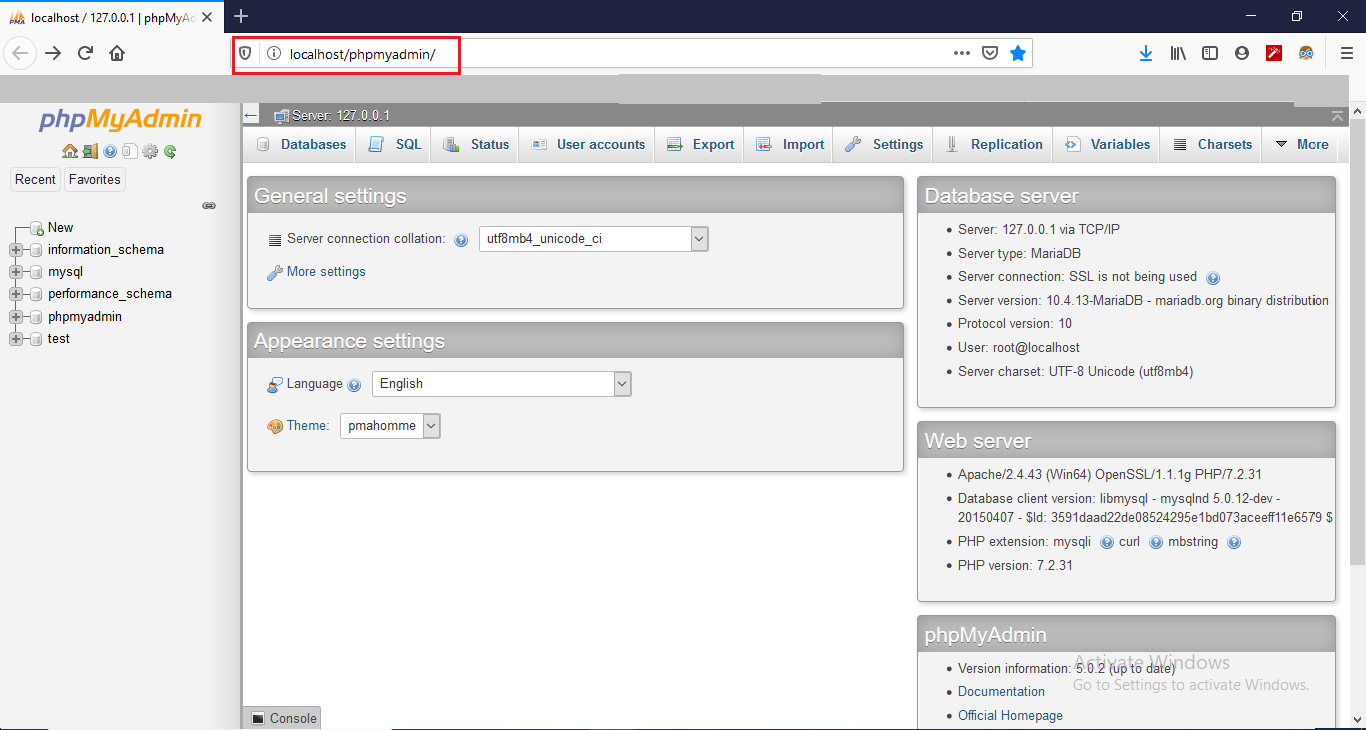 localhost / 127.0.0.1 | phpMyAd
localhost/phpmyadmin/
phpMyAdmin
Recent Favorites
New
information_schema
mysql
performance_schema
phpmyadmin
test
Server: 127.0.0.1
Databases SQL Status User accounts Export Import Settings Replication Variables Charsets More
General settings
Server connection collation: utf8mb4_unicode_ci
More settings
Appearance settings
Language English
Theme: pmahomme
Database server
Server: 127.0.0.1 via TCP/IP
Server type: MariaDB
Server connection: SSL is not being used
Server version: 10.4.13-MariaDB - mariadb.org binary distribution
Protocol version: 10
User: root@localhost
Server charset: UTF-8 Unicode (utf8mb4)
Web server
Apache/2.4.43 (Win64) OpenSSL/1.1.1g PHP/7.2.31
Database client version: libmysql - mysqlnd 5.0.12-dev -
20150407 - $Id: 3591daad22de08524295e1bd073aceeff11e6579 $
PHP extension: mysqli curl mbstring
PHP version: 7.2.31
phpMyAdmin
Version information: 5.0.2 (up to date)
Documentation
Official Homepage
Activate Windows
Go to Settings to activate Windows.
Console